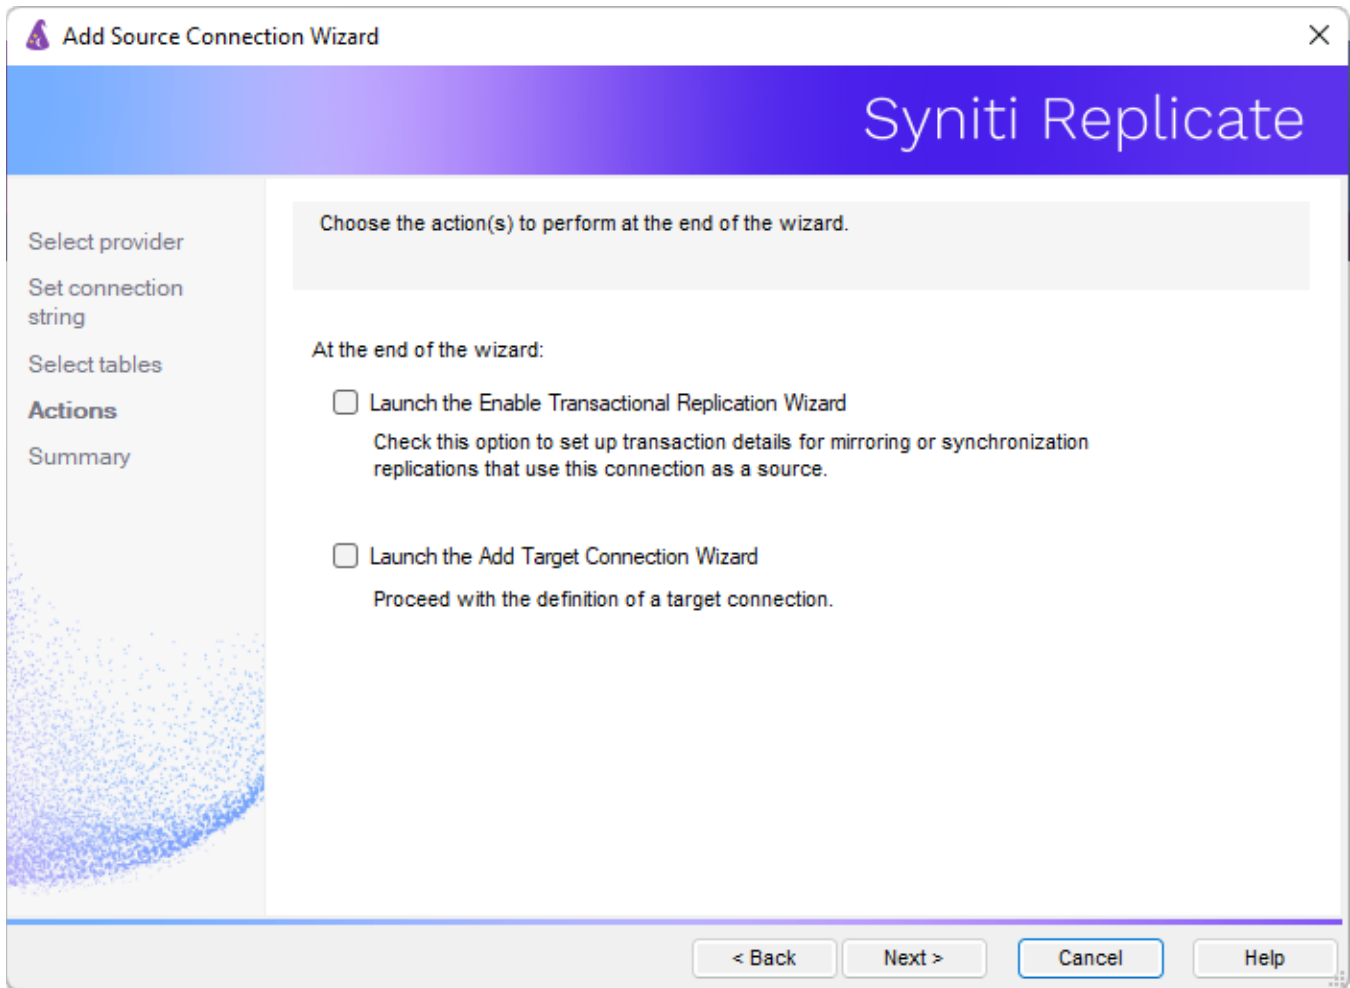 Add Source Connection Wizard
Syniti Replicate
Select provider
Set connection
string
Select tables
Actions
Summary
Choose the action(s) to perform at the end of the wizard.
At the end of the wizard:
Launch the Enable Transactional Replication Wizard
Check this option to set up transaction details for mirroring or synchronization
replications that use this connection as a source.
Launch the Add Target Connection Wizard
Proceed with the definition of a target connection.
< Back
Next >
Cancel
Help